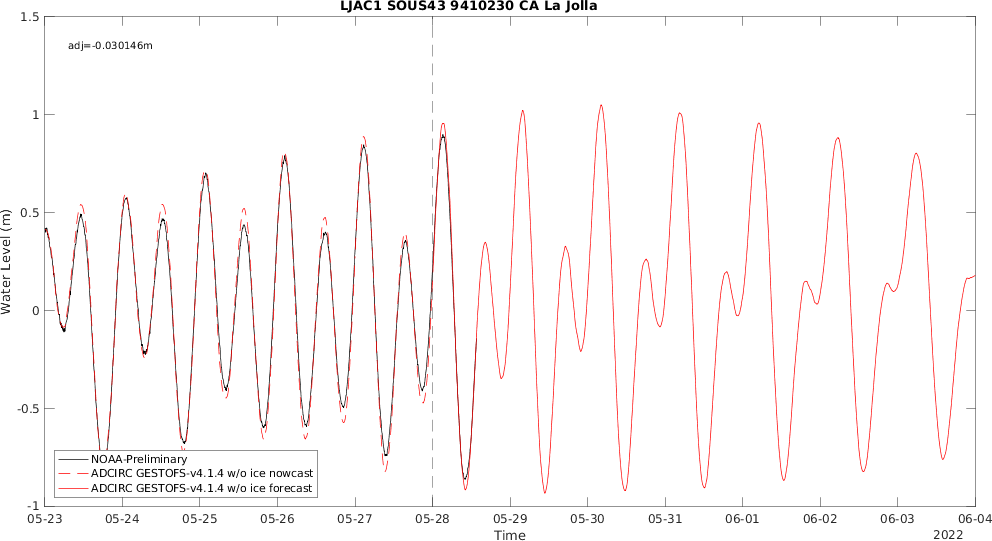 LJAC1 SOUS43 9410230 CA La Jolla
adj=-0.030146m
Water Level (m)
1.5
1
0.5
0
-0.5
-1
NOAA-Preliminary
ADCIRC GESTOFS-v4.1.4 w/o ice nowcast
ADCIRC GESTOFS-v4.1.4 w/o ice forecast
05-23 05-24 05-25 05-26 05-27 05-28 05-29 05-30 05-31 06-01 06-02 06-03 06-04
Time
2022